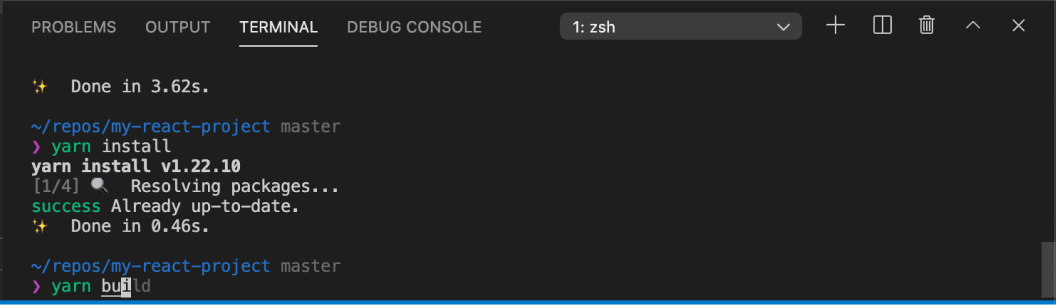 PROBLEMS OUTPUT TERMINAL DEBUG CONSOLE 1: zsh
✨ Done in 3.62s.
~/repos/my-react-project master
❯ yarn install
yarn install v1.22.10
[1/4] 🔍 Resolving packages...
success Already up-to-date.
✨ Done in 0.46s.
~/repos/my-react-project master
❯ yarn build